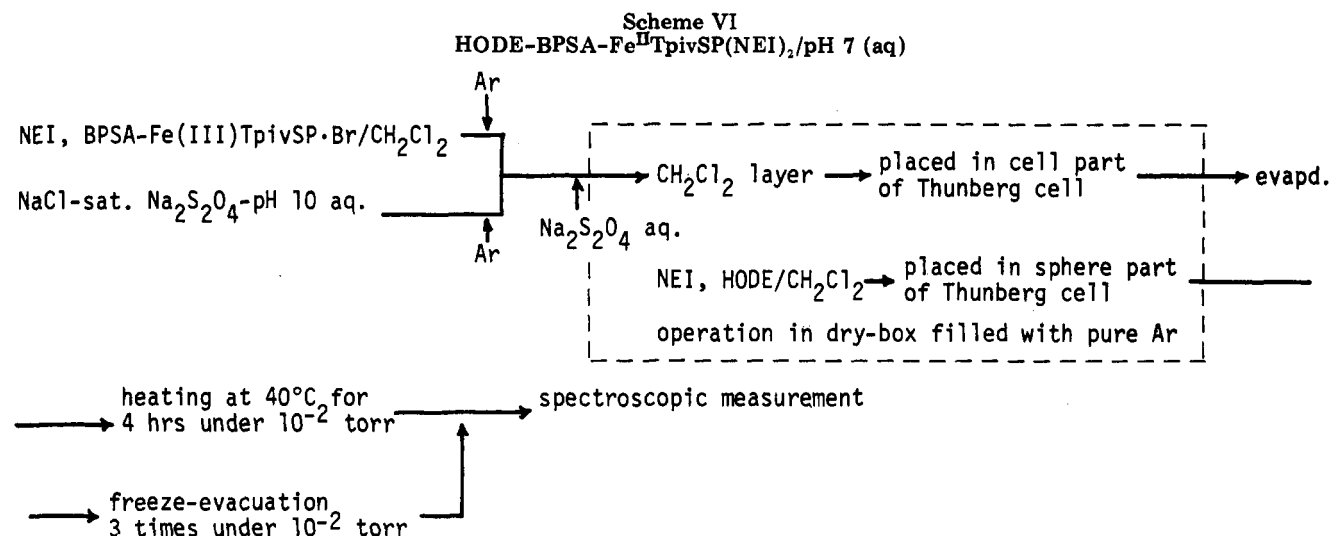 Scheme VI
HODE-BPSA-Fe^IITpivSP(NEI)₂/pH 7 (aq)
Ar
NEI, BPSA-Fe(III)TpivSP·Br/CH₂Cl₂
NaCl-sat. Na₂S₂O₄-pH 10 aq.
Ar
Na₂S₂O₄ aq.
CH₂Cl₂ layer
placed in cell part
of Thunberg cell
evapd.
NEI, HODE/CH₂Cl₂
placed in sphere part
of Thunberg cell
operation in dry-box filled with pure Ar
heating at 40°C for
4 hrs under 10⁻² torr
spectroscopic measurement
freeze-evacuation
3 times under 10⁻² torr